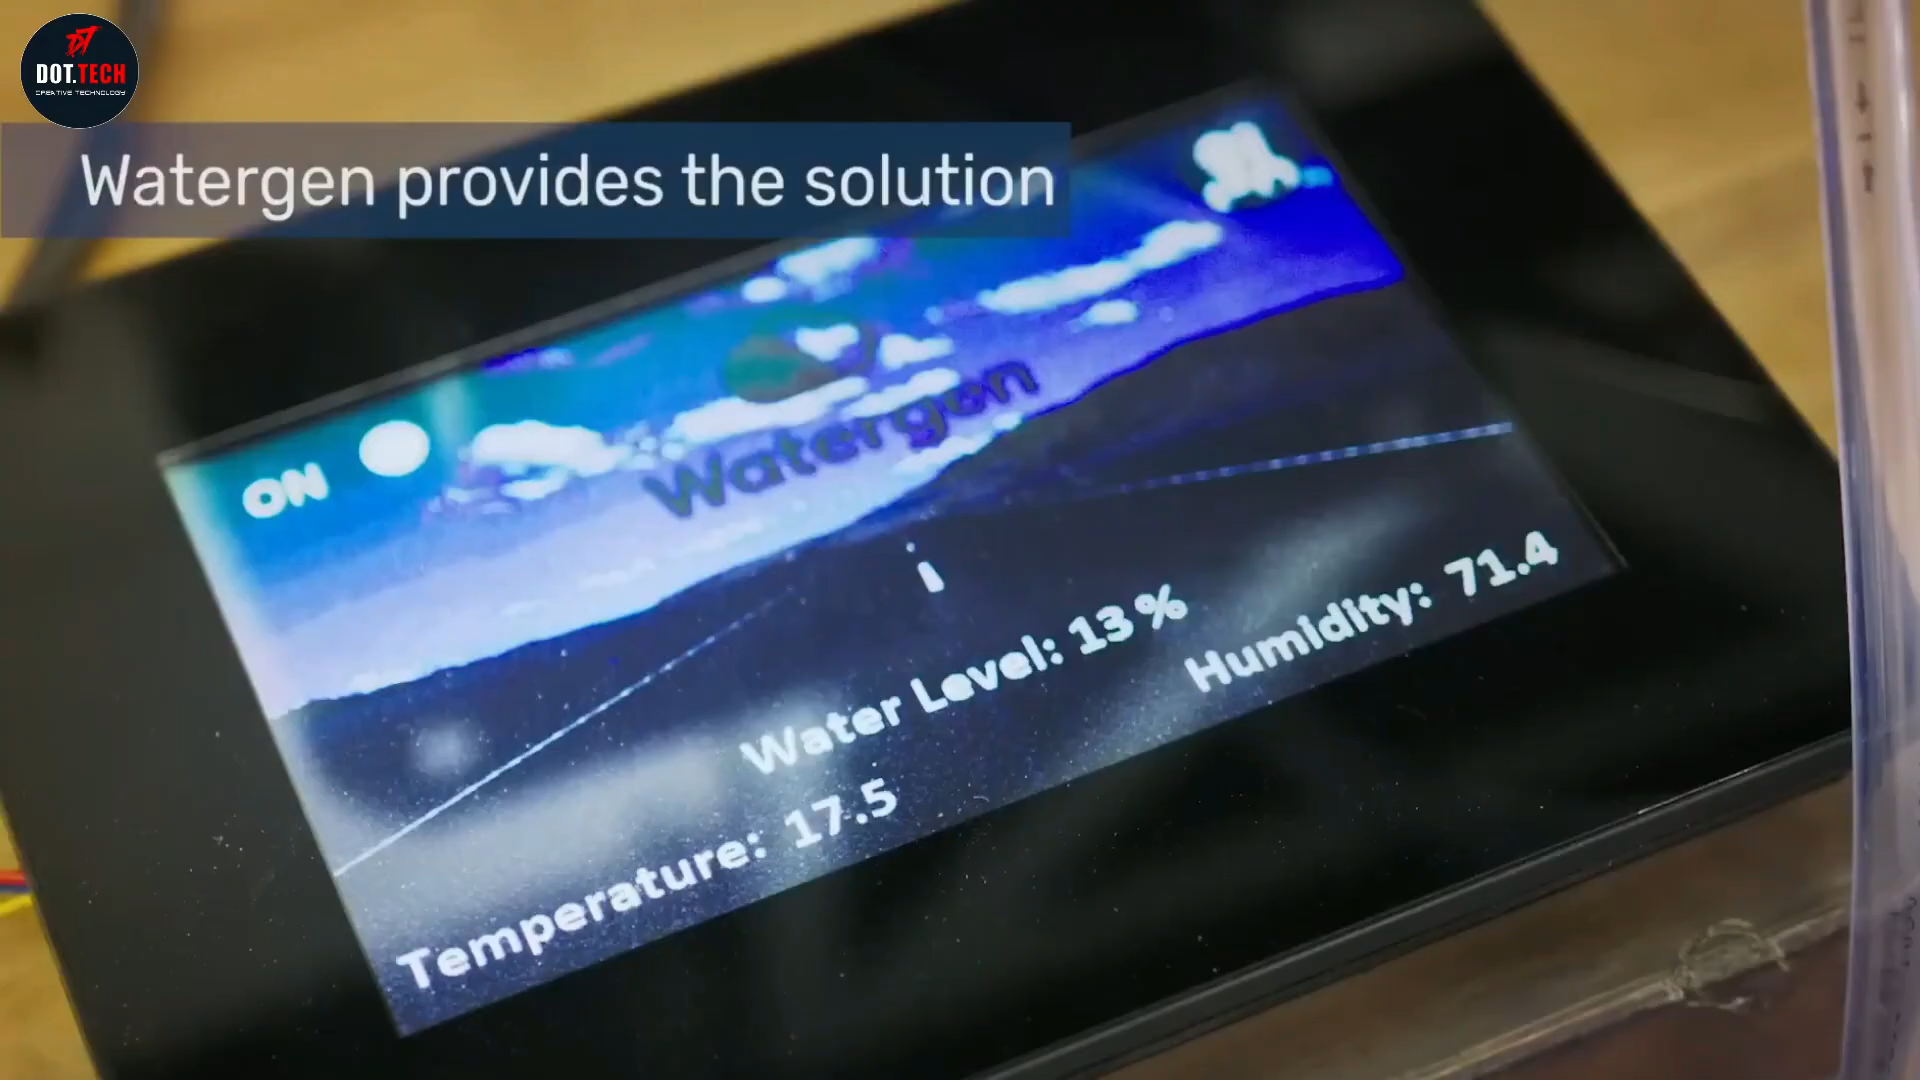 DOT.TECH
CREATIVE TECHNOLOGY
Watergen provides the solution
ON
Watergen
Water Level: 13 %
Humidity: 71.4
Temperature: 17.5